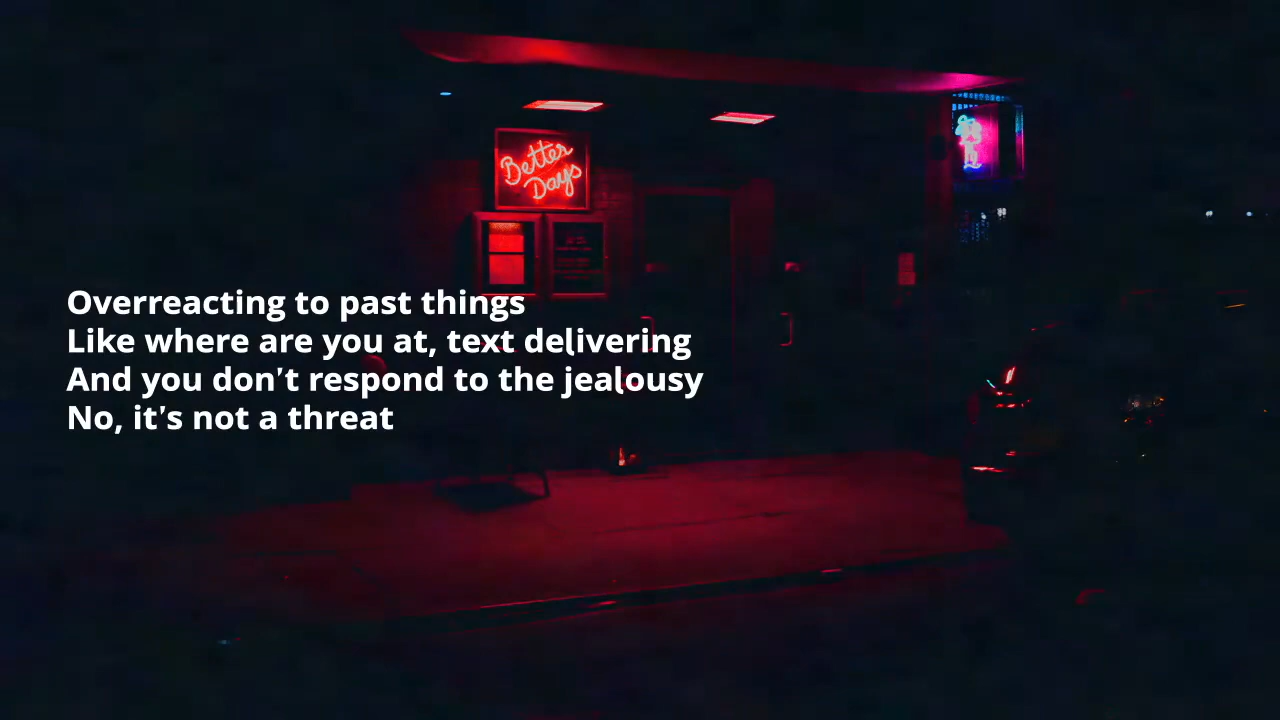 Better
Days
Overreacting to past things
Like where are you at, text delivering
And you don't respond to the jealousy
No, it's not a threat